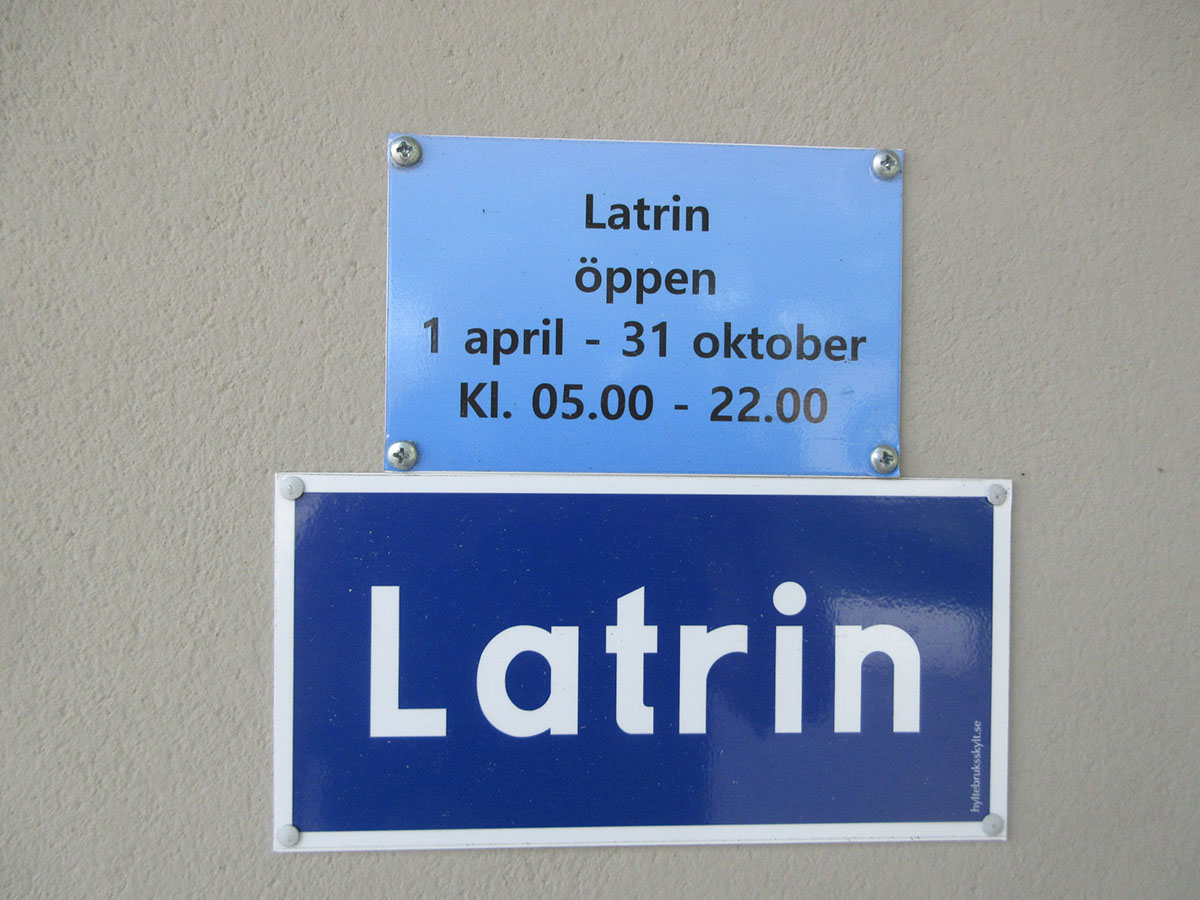 Latrin
öppen
1 april - 31 oktober
Kl. 05.00 - 22.00
Latrin
hyltebruksskylt.se